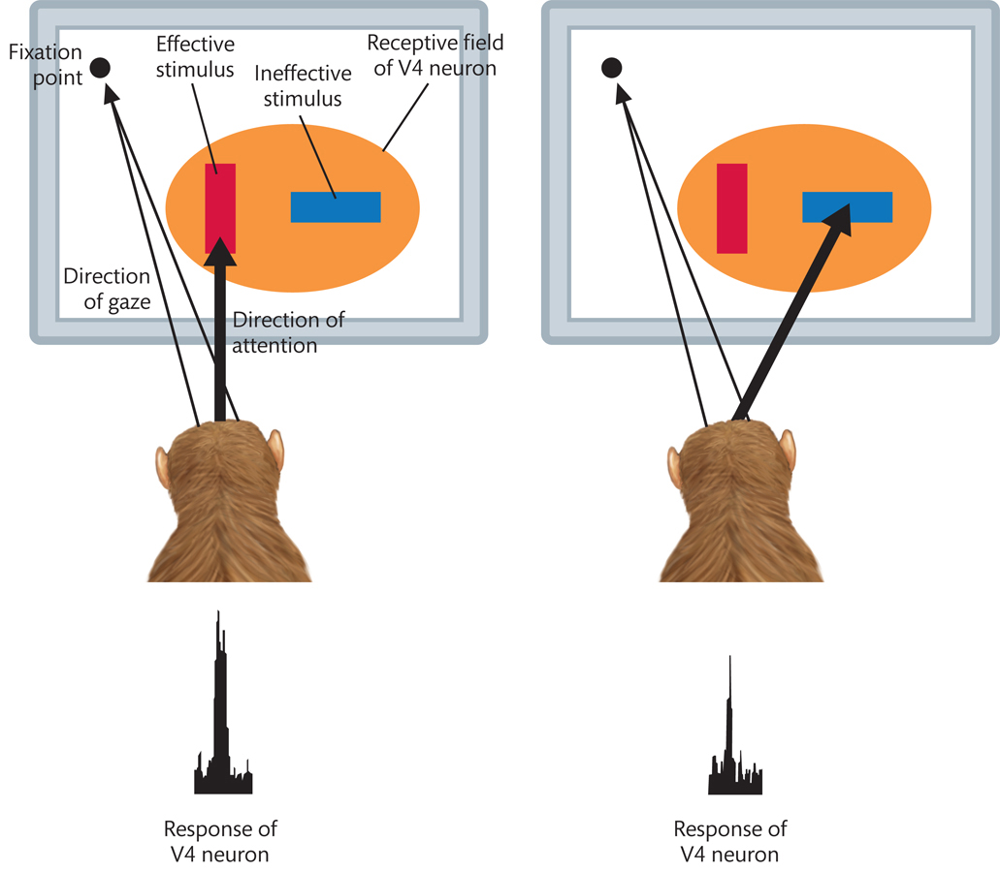 Fixation
point
Effective
stimulus
Ineffective
stimulus
Receptive field
of V4 neuron
Direction
of gaze
Direction of
attention
Response of
V4 neuron
Response of
V4 neuron